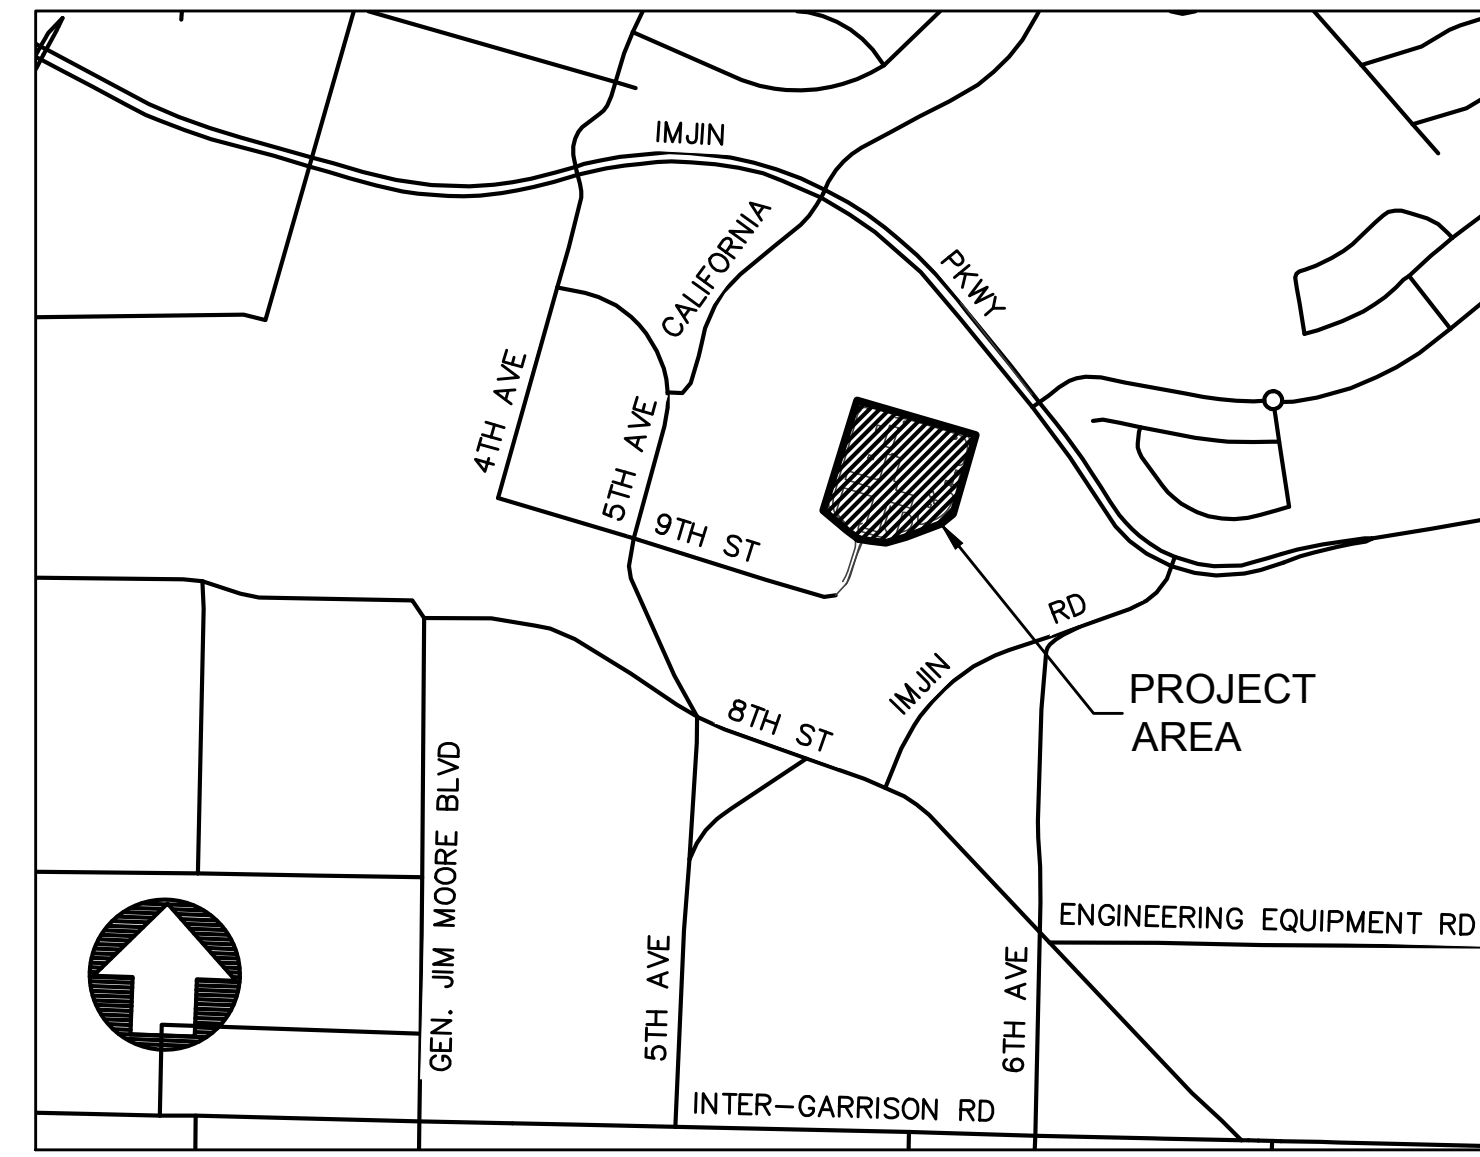 IMJIN
PKWY
CALIFORNIA
4TH AVE
5TH AVE
9TH ST
RD
IMJIN
PROJECT
AREA
8TH ST
GEN. JIM MOORE BLVD
ENGINEERING EQUIPMENT RD
5TH AVE
6TH AVE
INTER-GARRISON RD